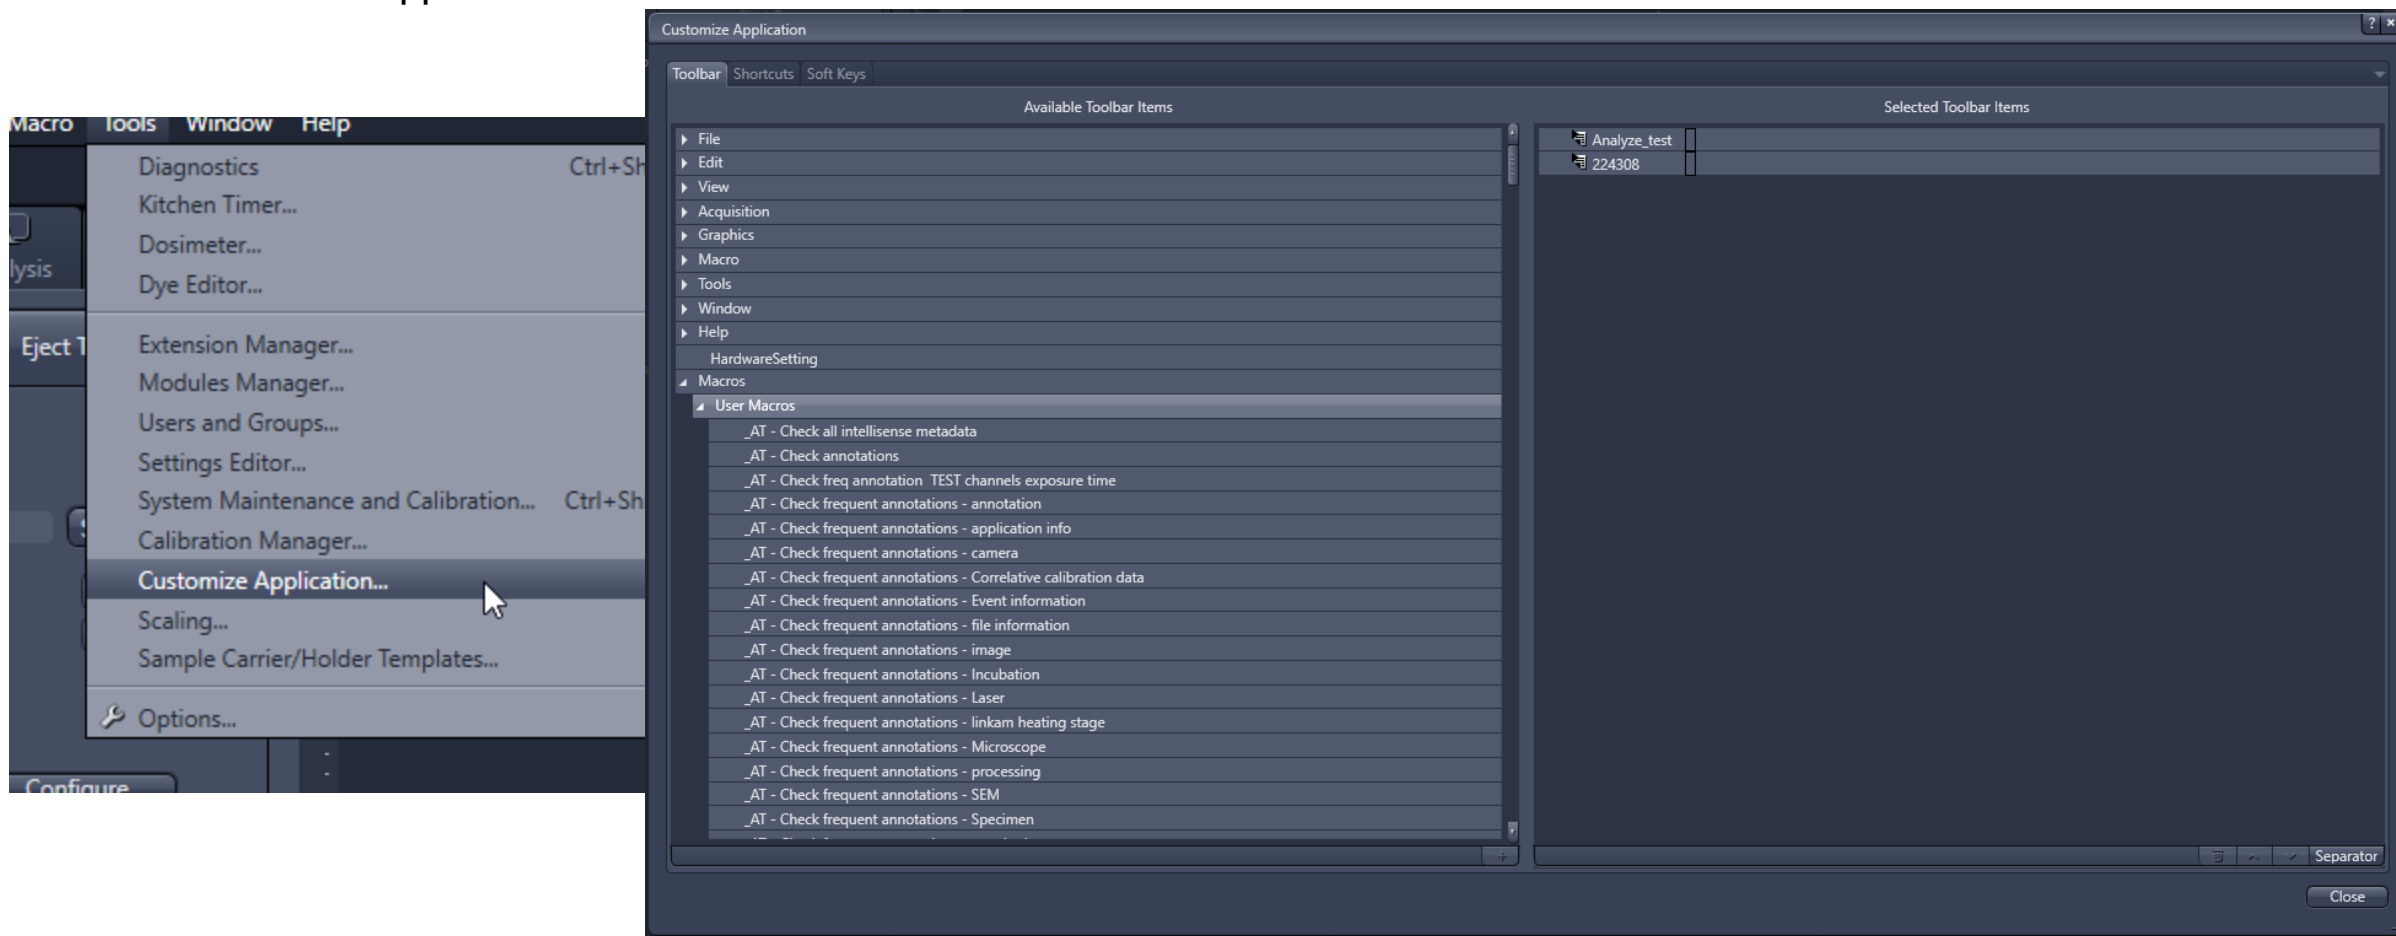 Macro Tools Window Help
Diagnostics Ctrl+Sh
Kitchen Timer...
Dosimeter...
lysis
Dye Editor...
Eject T
Extension Manager...
Modules Manager...
Users and Groups...
Settings Editor...
System Maintenance and Calibration... Ctrl+Sh
Calibration Manager...
Customize Application...
Scaling...
Sample Carrier/Holder Templates...
Options...
Configure
Customize Application
Toolbar Shortcuts Soft Keys
Available Toolbar Items
File
Edit
View
Acquisition
Graphics
Macro
Tools
Window
Help
HardwareSetting
Macros
User Macros
_AT - Check all intellisense metadata
_AT - Check annotations
_AT - Check freq annotation TEST channels exposure time
_AT - Check frequent annotations - annotation
_AT - Check frequent annotations - application info
_AT - Check frequent annotations - camera
_AT - Check frequent annotations - Correlative calibration data
_AT - Check frequent annotations - Event information
_AT - Check frequent annotations - file information
_AT - Check frequent annotations - image
_AT - Check frequent annotations - Incubation
_AT - Check frequent annotations - Laser
_AT - Check frequent annotations - linkam heating stage
_AT - Check frequent annotations - Microscope
_AT - Check frequent annotations - processing
_AT - Check frequent annotations - SEM
_AT - Check frequent annotations - Specimen
Selected Toolbar Items
Analyze_test
224308
Separator
Close